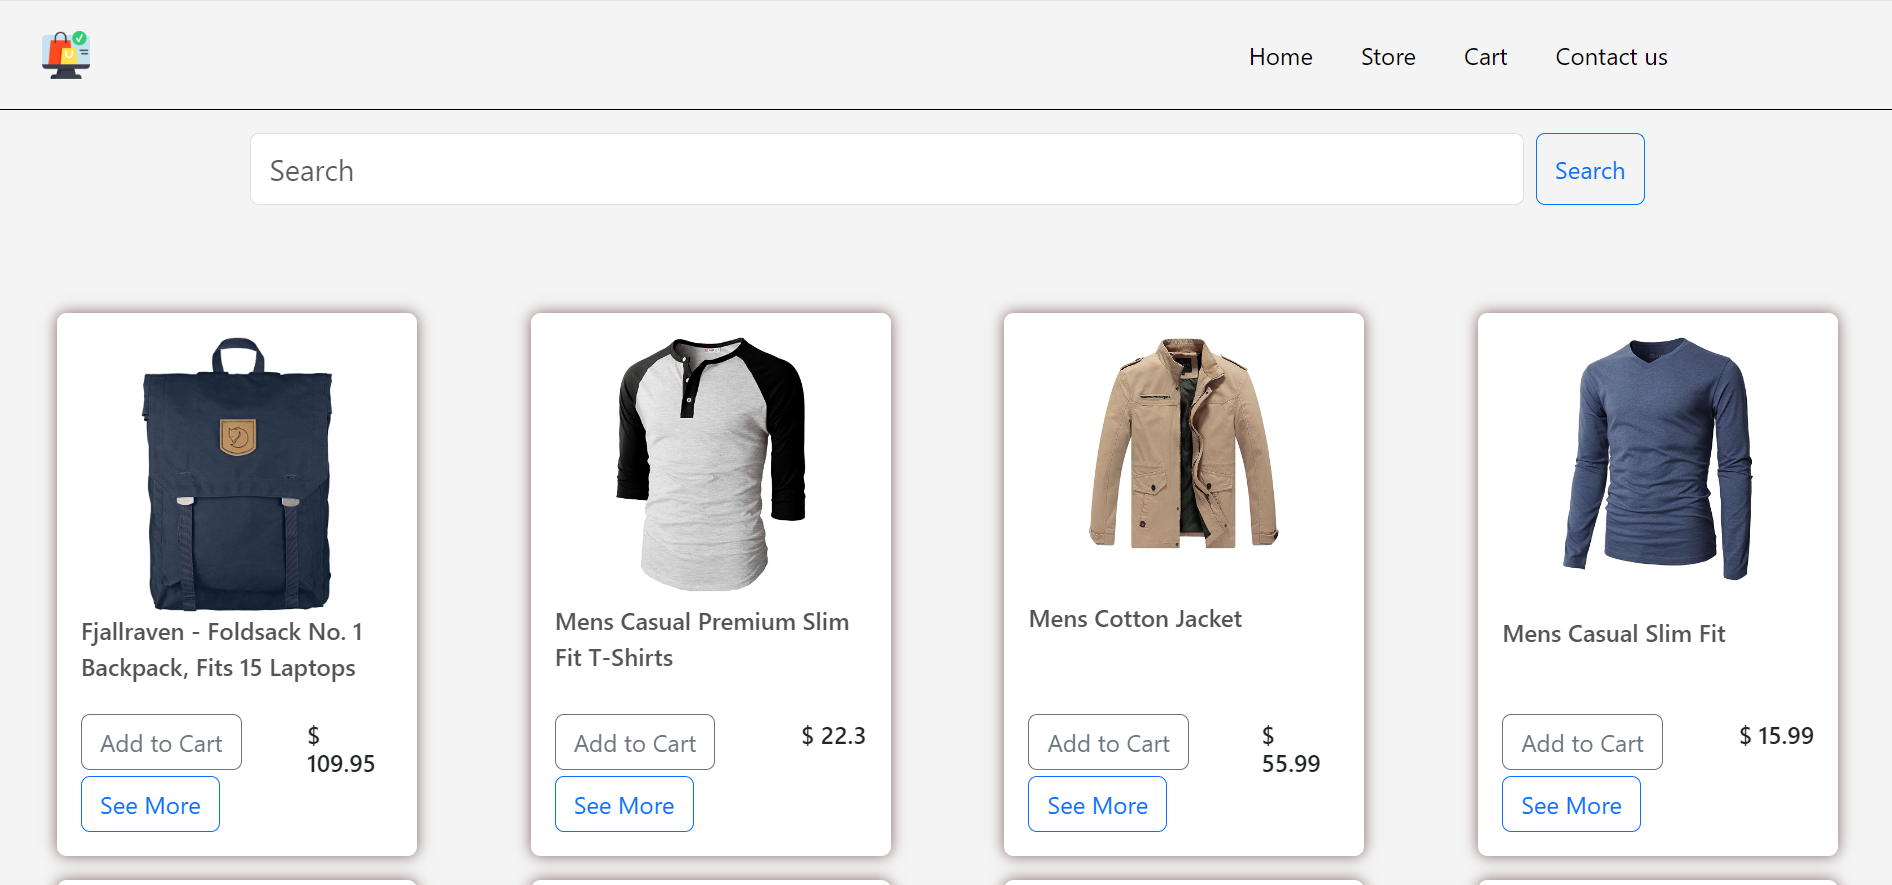 Home Store Cart Contact us
Search Search
Fjallraven - Foldsack No. 1
Backpack, Fits 15 Laptops
Add to Cart
$
109.95
See More
Mens Casual Premium Slim
Fit T-Shirts
Add to Cart
$ 22.3
See More
Mens Cotton Jacket
Add to Cart
$
55.99
See More
Mens Casual Slim Fit
Add to Cart
$ 15.99
See More